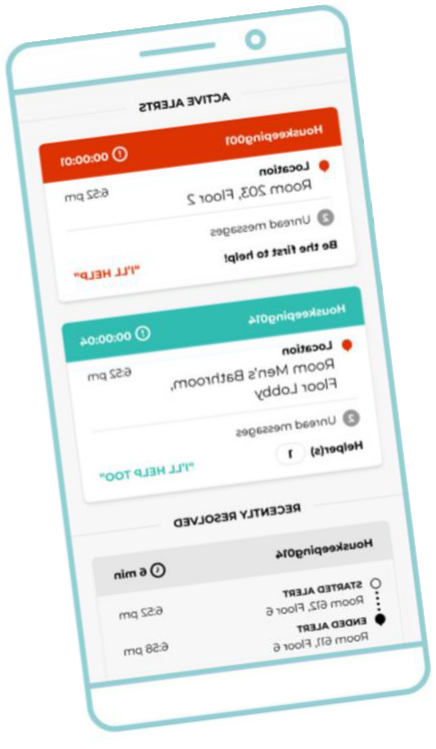 ACTIVE ALERTS
Houskeeping001 00:00:01
Location 6:52 pm
Room 203, Floor 2
2 Unread messages
Be the first to help!
"I'LL HELP"
Houskeeping014 00:00:04
Location 6:52 pm
Room Men's Bathroom,
Floor Lobby
2 Unread messages
Helper(s) 1 "I'LL HELP TOO"
RECENTLY RESOLVED
Houskeeping014 6 min
STARTED ALERT
Room 612, Floor 6 6:52 pm
ENDED ALERT
Room 611, Floor 6 6:58 pm